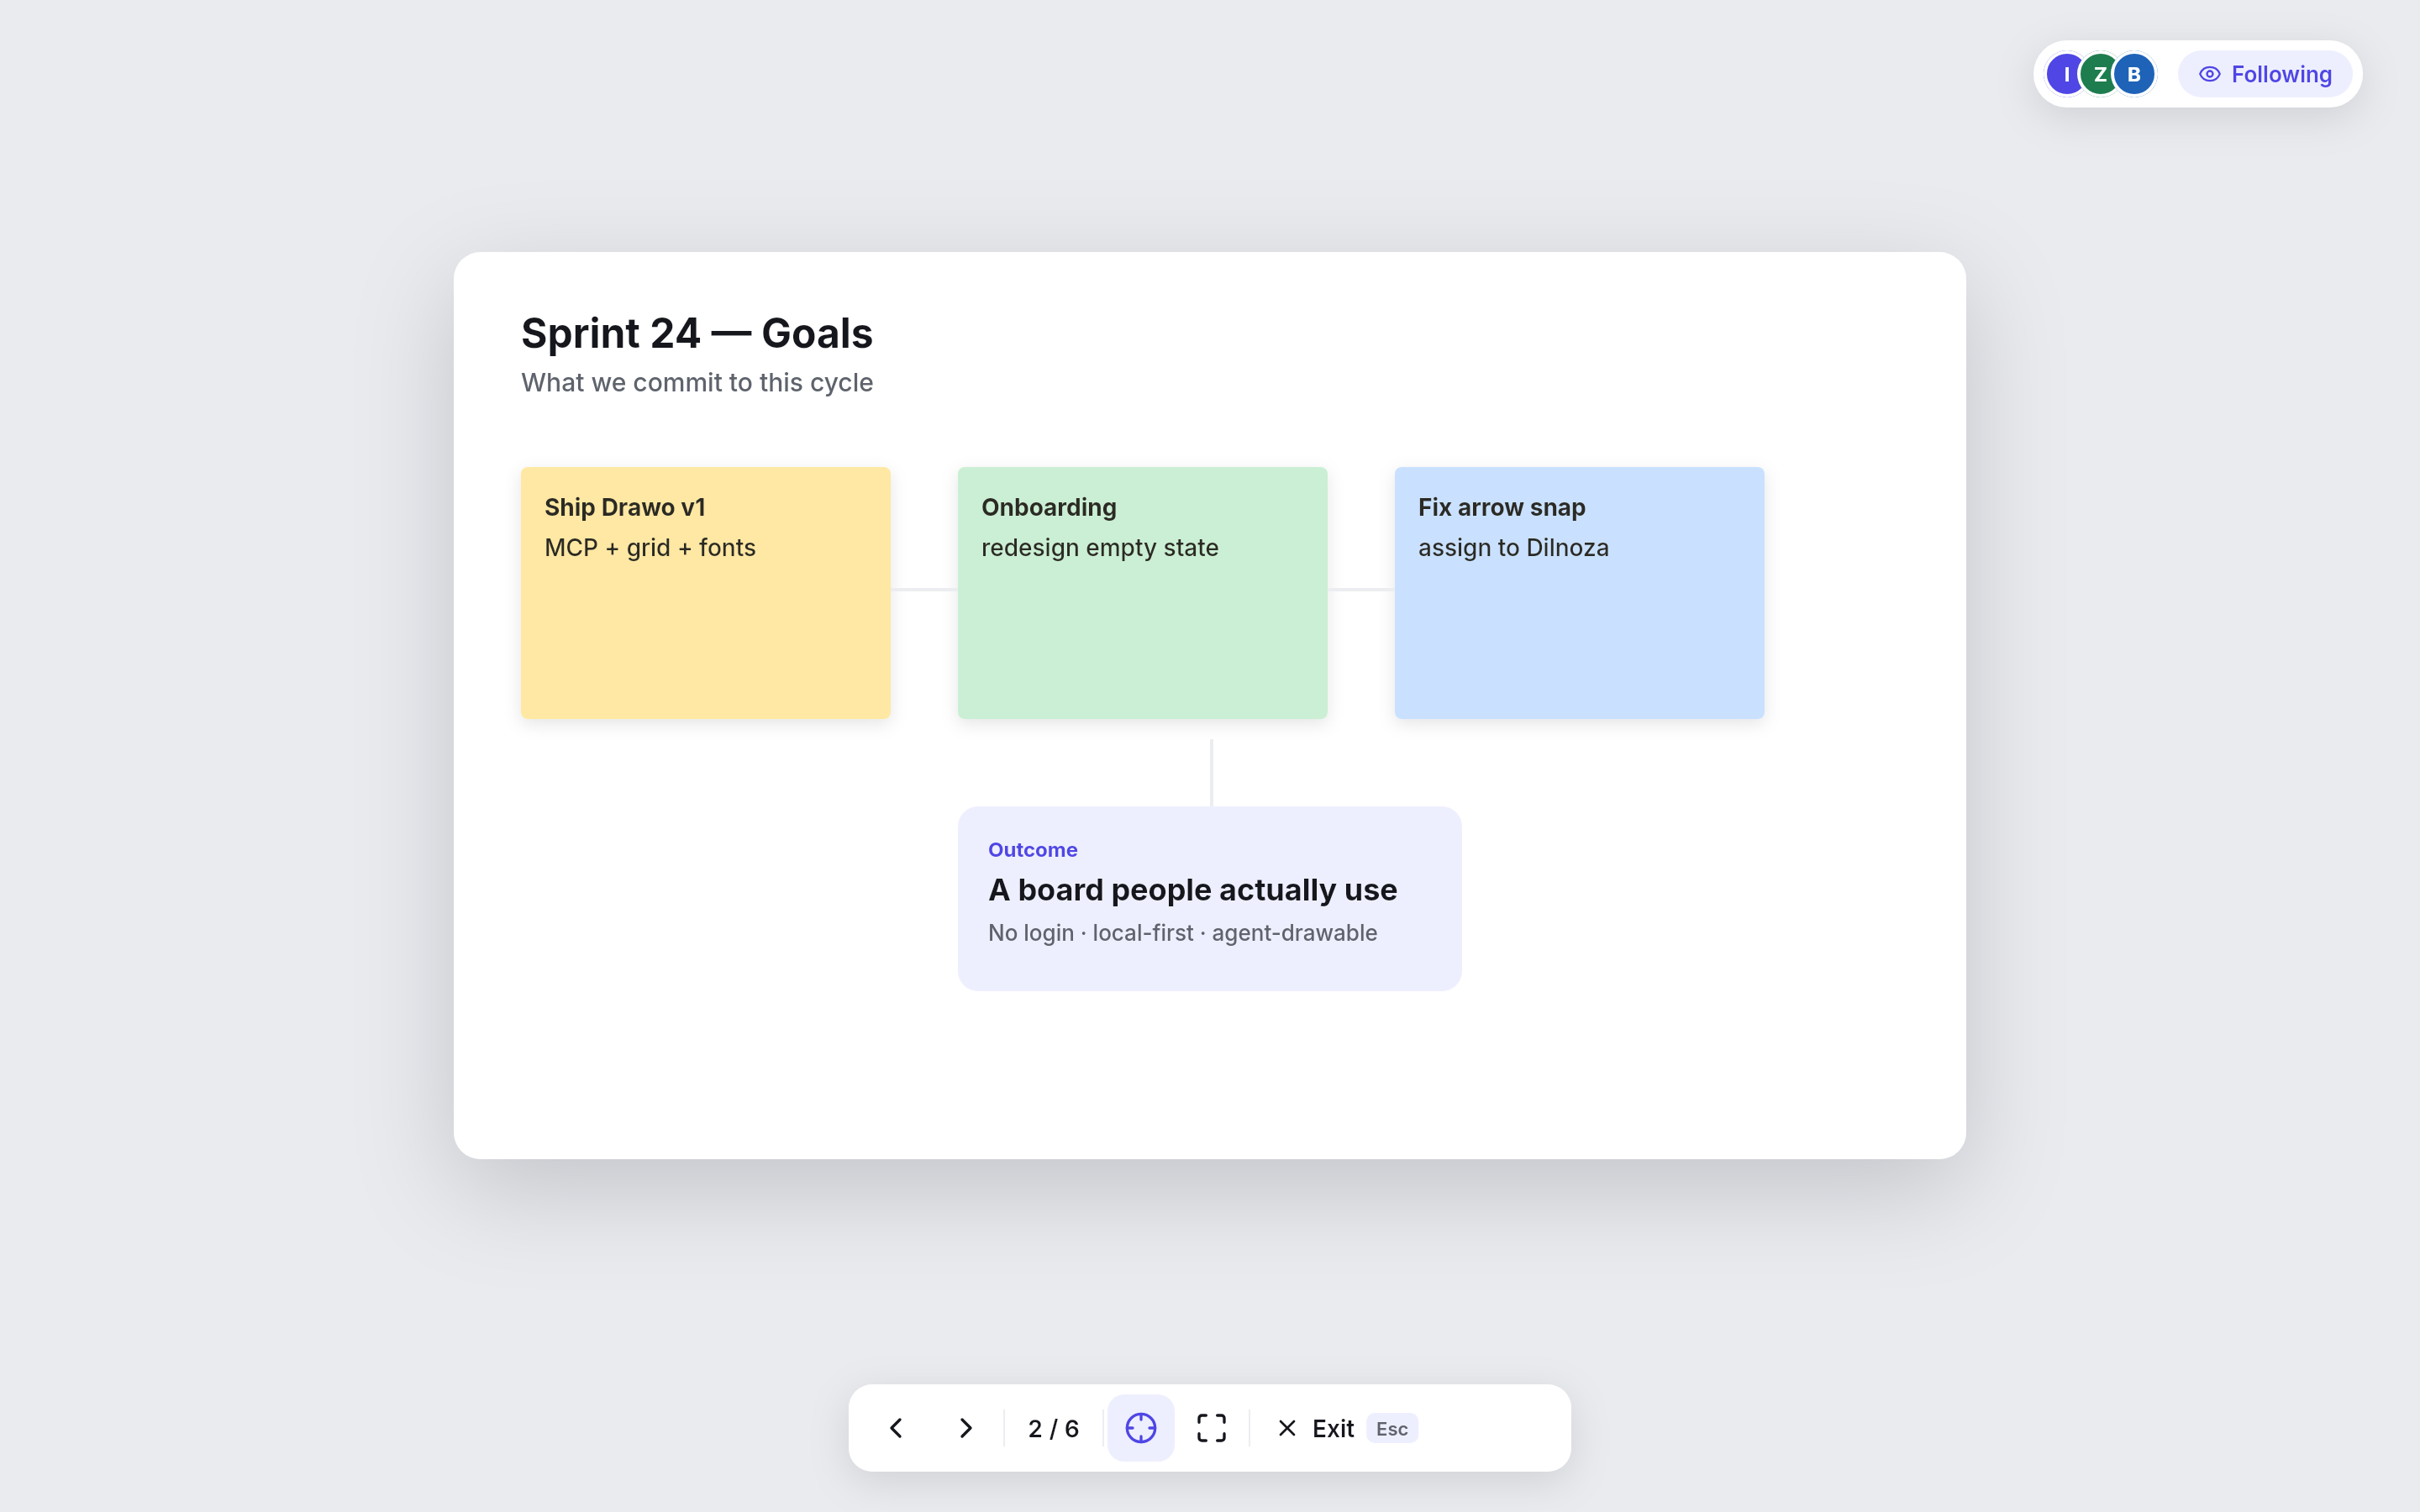 I Z B Following
Sprint 24 — Goals
What we commit to this cycle
Ship Drawo v1
MCP + grid + fonts
Onboarding
redesign empty state
Fix arrow snap
assign to Dilnoza
Outcome
A board people actually use
No login · local-first · agent-drawable
2 / 6 Exit Esc